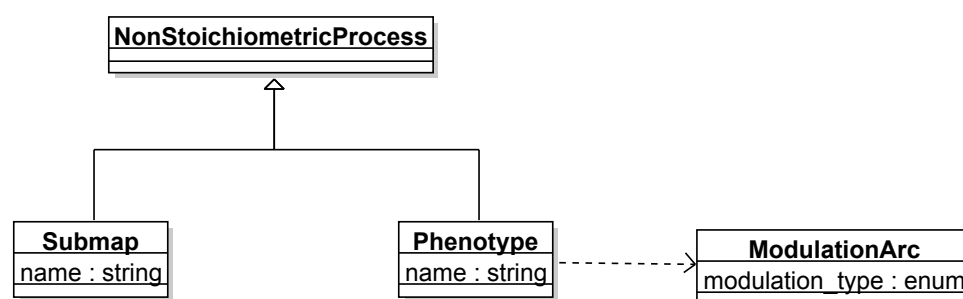 NonStoichiometricProcess
Submap
name : string
Phenotype
name : string
ModulationArc
modulation_type : enum